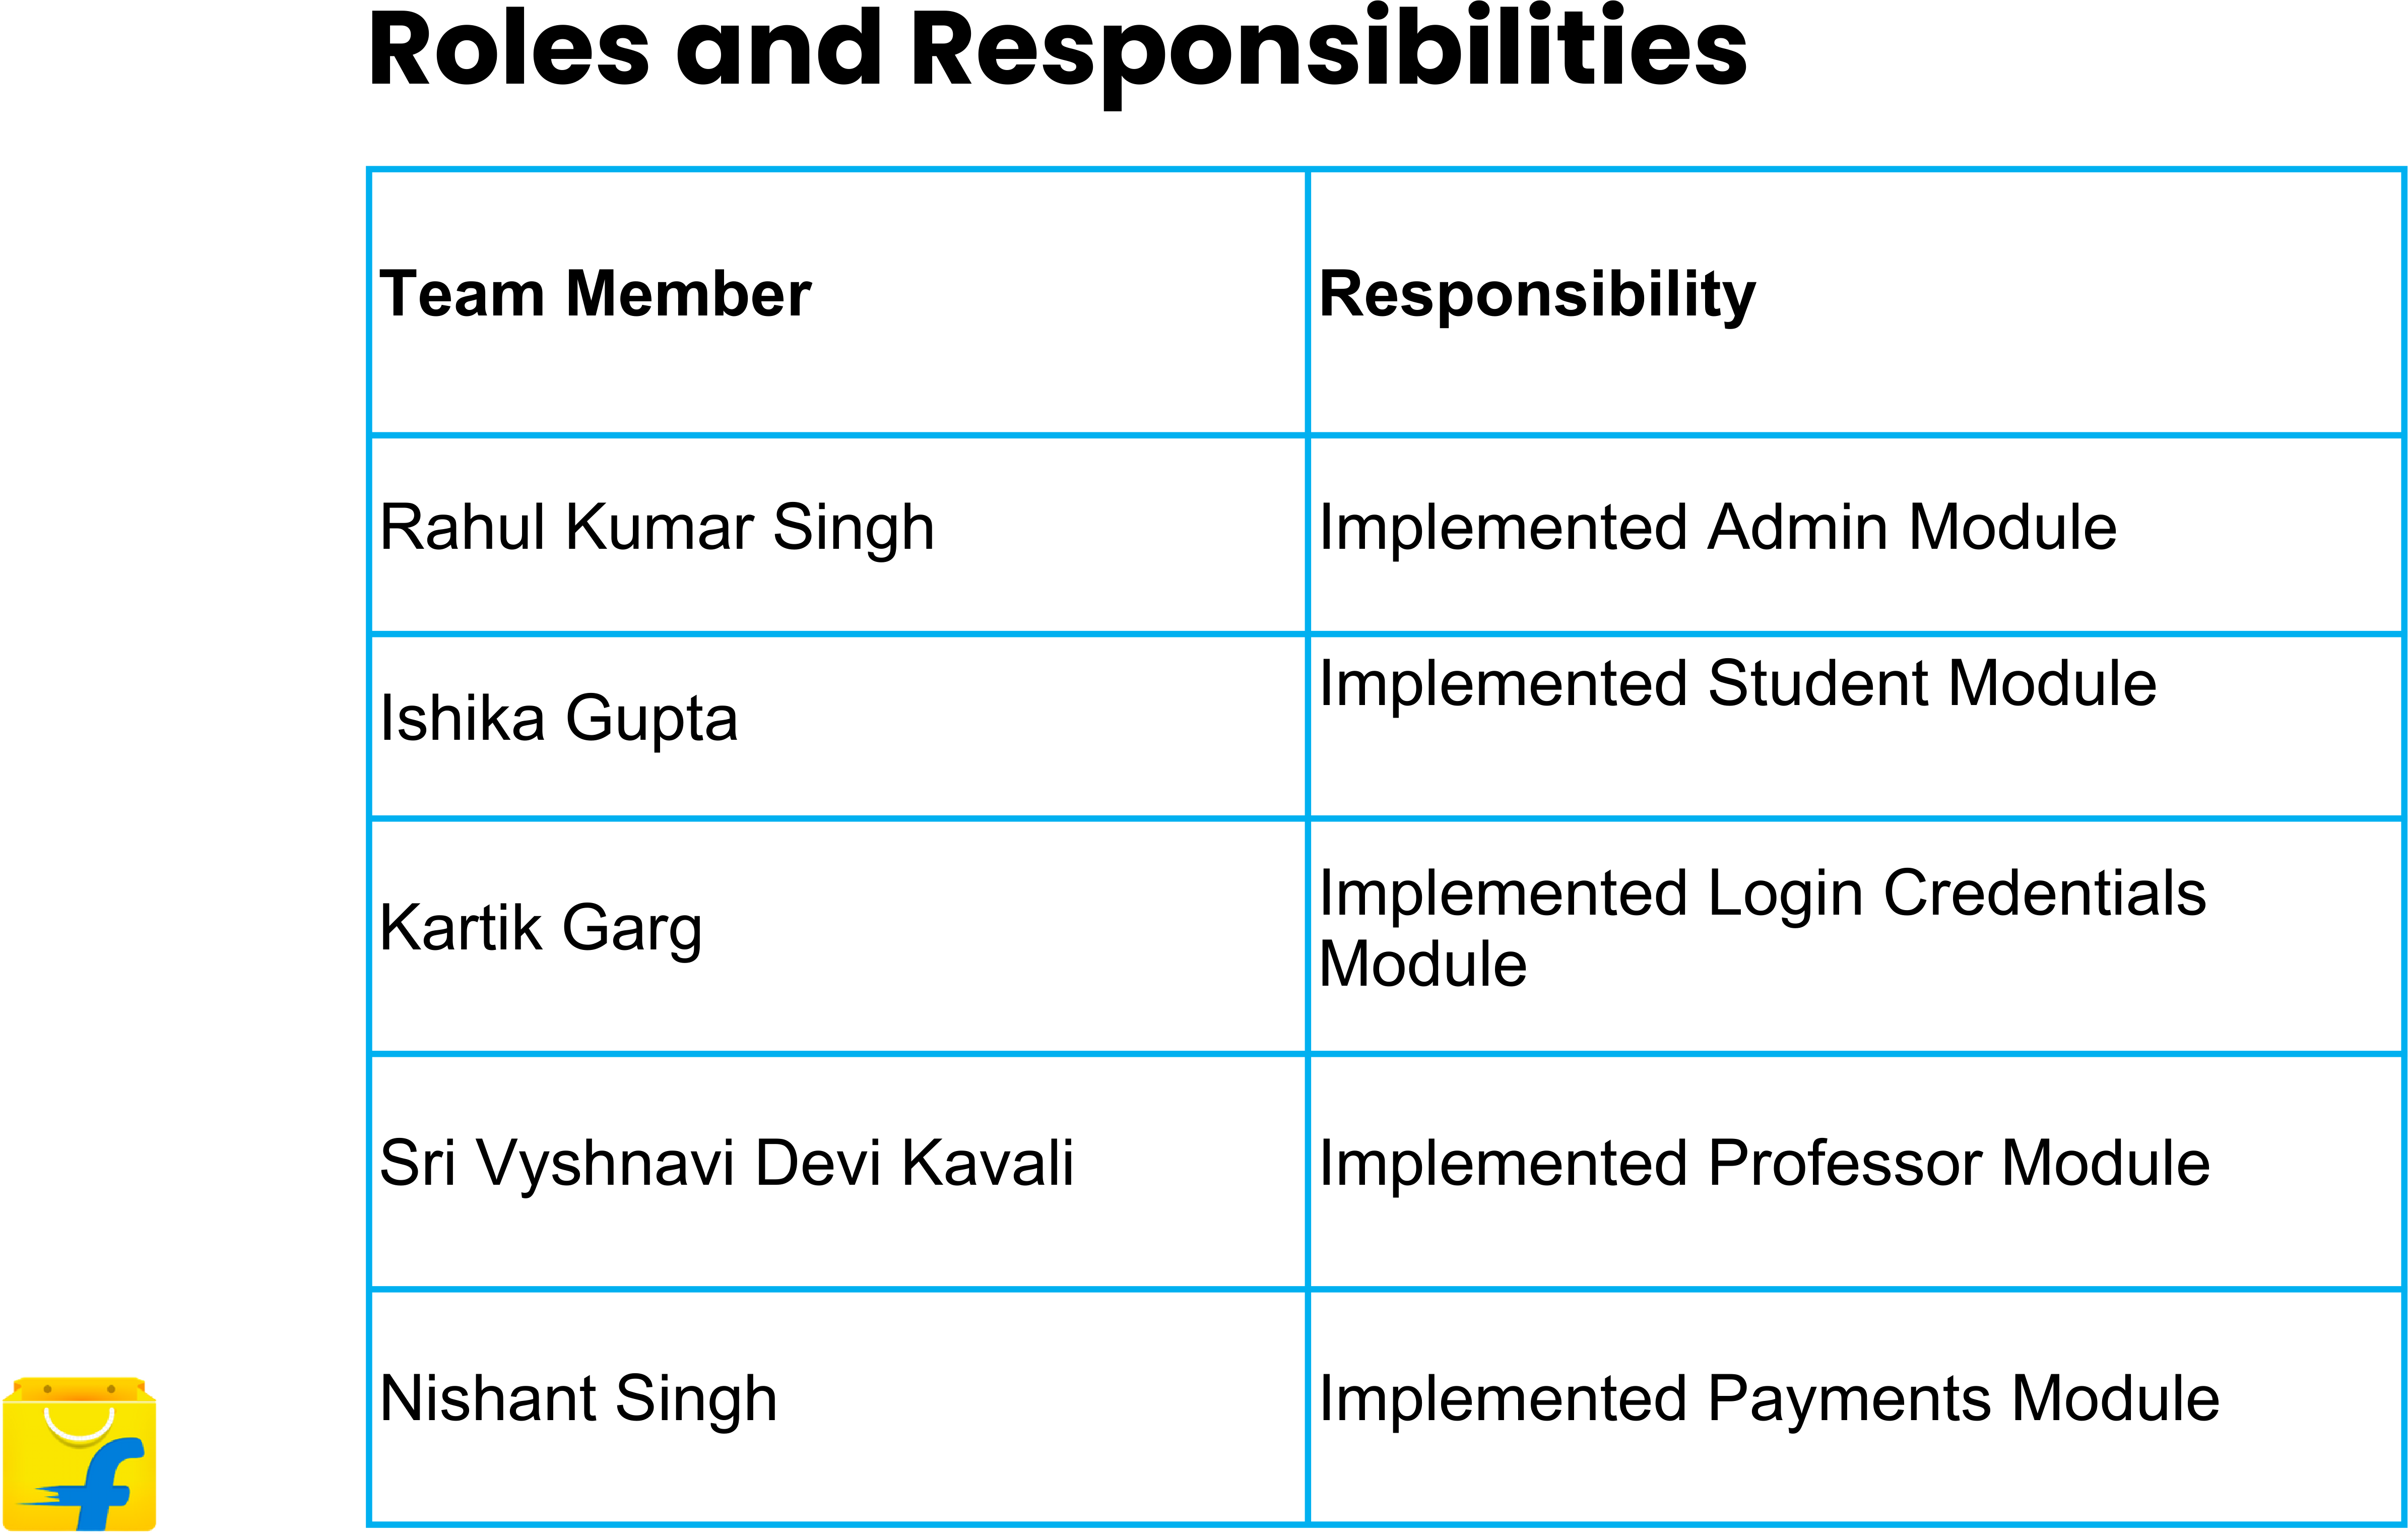 Roles and Responsibilities
Team Member
Responsibility
Rahul Kumar Singh
Implemented Admin Module
Ishika Gupta
Implemented Student Module
Kartik Garg
Implemented Login Credentials
Module
Sri Vyshnavi Devi Kavali
Implemented Professor Module
Nishant Singh
Implemented Payments Module
f